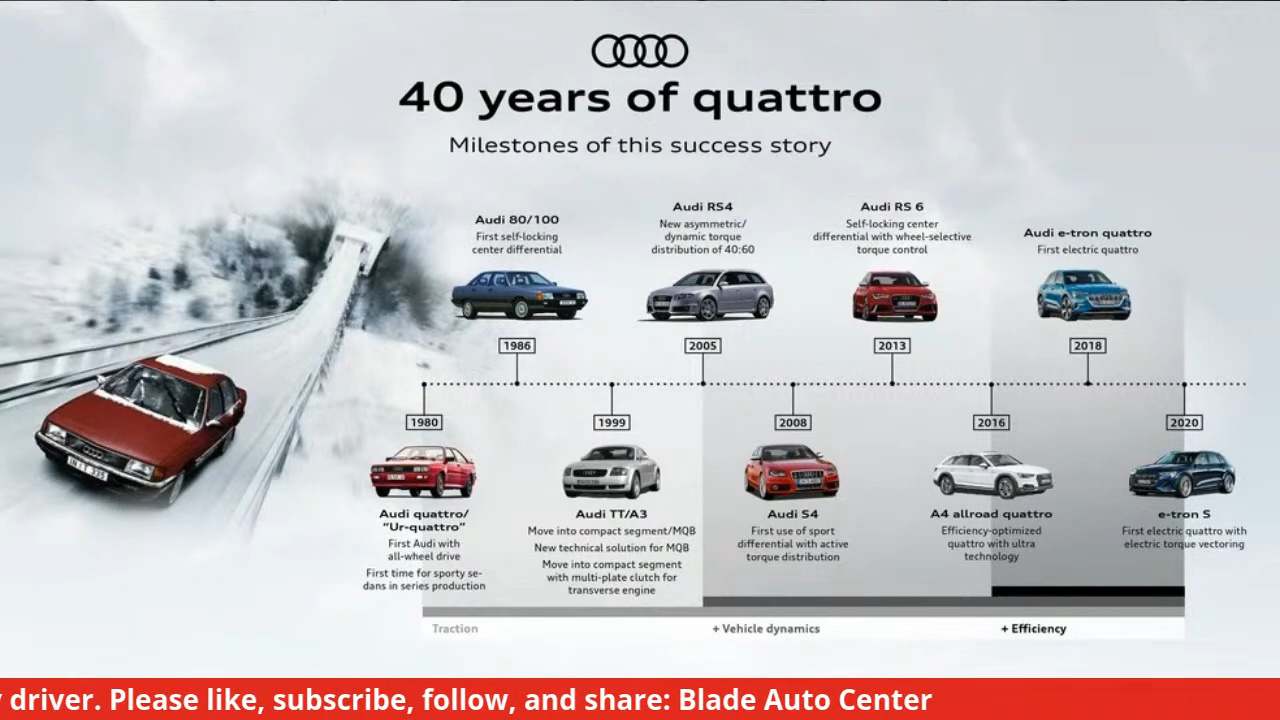 40 years of quattro
Milestones of this success story
Audi 80/100
First self-locking
center differential
Audi RS4
New asymmetric/
dynamic torque
distribution of 40:60
Audi RS 6
Self-locking center
differential with wheel-selective
torque control
Audi e-tron quattro
First electric quattro
1986
2005
2013
2018
1980
1999
2008
2016
2020
Audi quattro/
“Ur-quattro”
First Audi with
all-wheel drive
First time for sporty se-
dans in series production
Audi TT/A3
Move into compact segment/MQB
New technical solution for MQB
Move into compact segment
with multi-plate clutch for
transverse engine
Audi S4
First use of sport
differential with active
torque distribution
A4 allroad quattro
Efficiency-optimized
quattro with ultra
technology
e-tron S
First electric quattro with
electric torque vectoring
Traction
+ Vehicle dynamics
+ Efficiency
driver. Please like, subscribe, follow, and share: Blade Auto Center